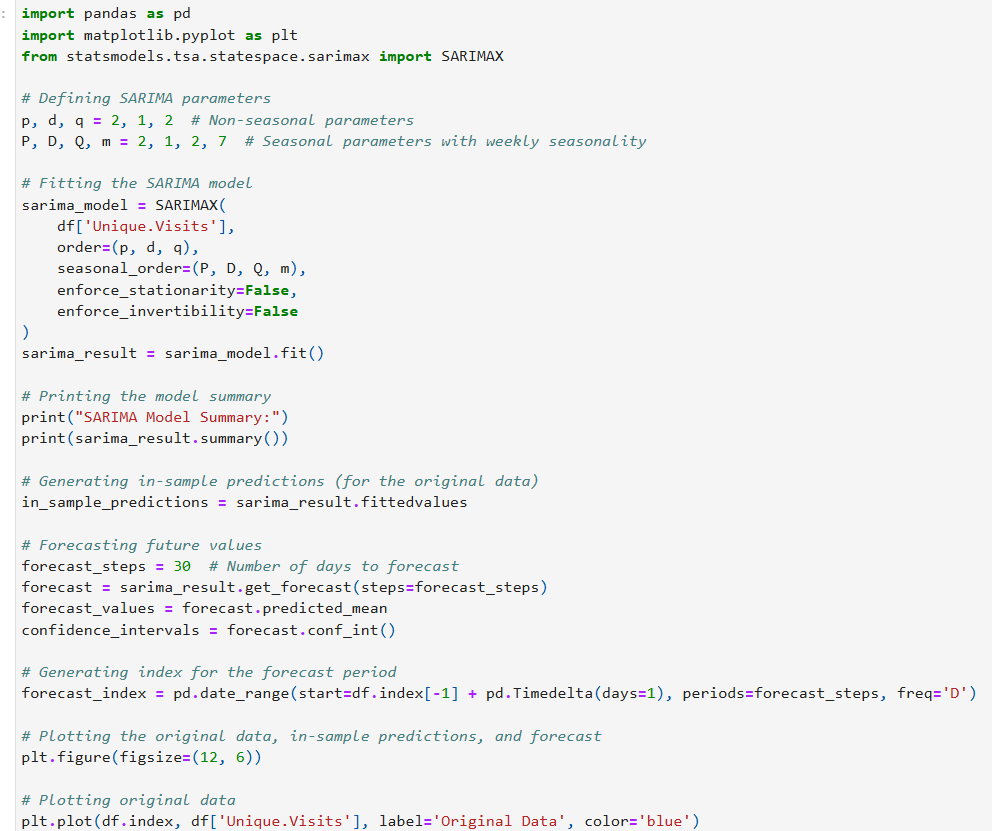 import pandas as pd
import matplotlib.pyplot as plt
from statsmodels.tsa.statespace.sarimax import SARIMAX

# Defining SARIMA parameters
p, d, q = 2, 1, 2  # Non-seasonal parameters
P, D, Q, m = 2, 1, 2, 7  # Seasonal parameters with weekly seasonality

# Fitting the SARIMA model
sarima_model = SARIMAX(
    df['Unique.Visits'],
    order=(p, d, q),
    seasonal_order=(P, D, Q, m),
    enforce_stationarity=False,
    enforce_invertibility=False
)
sarima_result = sarima_model.fit()

# Printing the model summary
print("SARIMA Model Summary:")
print(sarima_result.summary())

# Generating in-sample predictions (for the original data)
in_sample_predictions = sarima_result.fittedvalues

# Forecasting future values
forecast_steps = 30  # Number of days to forecast
forecast = sarima_result.get_forecast(steps=forecast_steps)
forecast_values = forecast.predicted_mean
confidence_intervals = forecast.conf_int()

# Generating index for the forecast period
forecast_index = pd.date_range(start=df.index[-1] + pd.Timedelta(days=1), periods=forecast_steps, freq='D')

# Plotting the original data, in-sample predictions, and forecast
plt.figure(figsize=(12, 6))

# Plotting original data
plt.plot(df.index, df['Unique.Visits'], label='Original Data', color='blue')